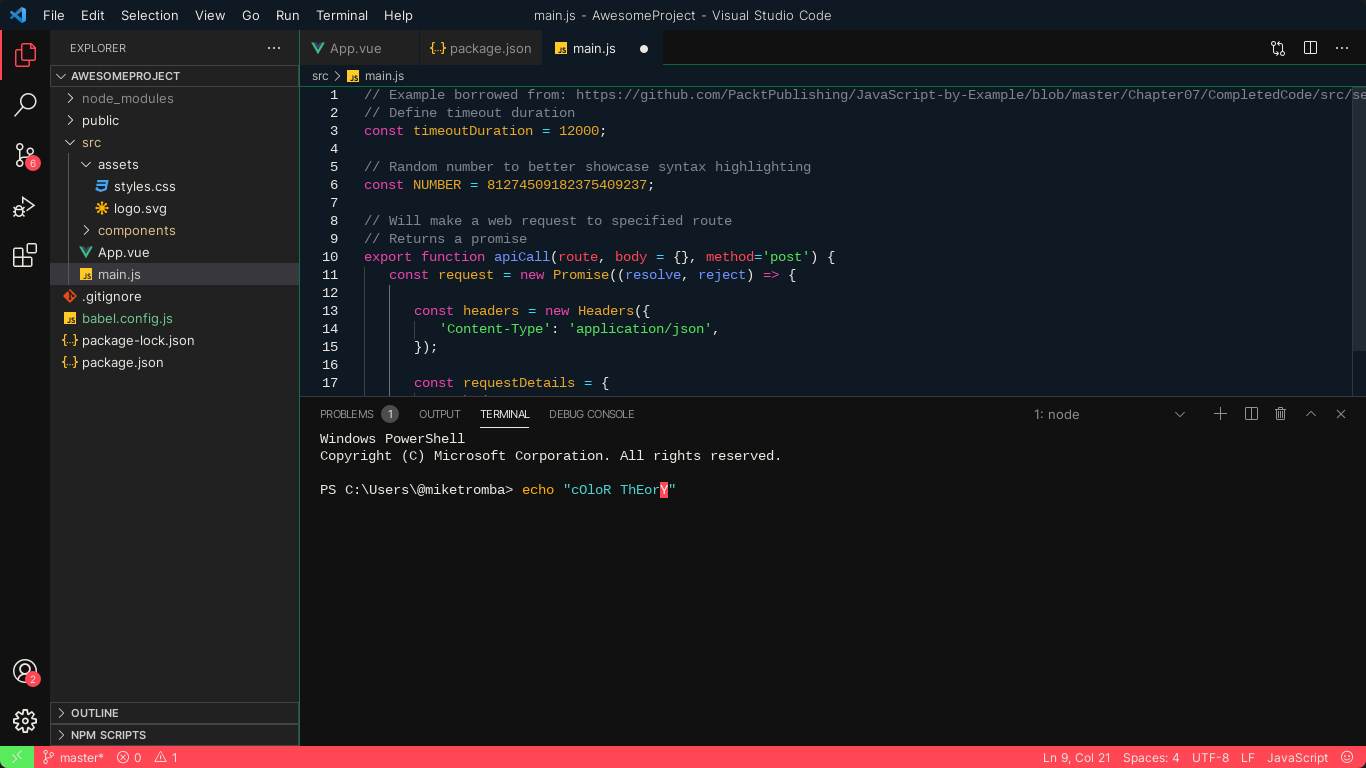 File Edit Selection View Go Run Terminal Help
main.js - AwesomeProject - Visual Studio Code
EXPLORER
AWESOMEPROJECT
node_modules
public
src
assets
styles.css
logo.svg
components
App.vue
main.js
.gitignore
babel.config.js
package-lock.json
package.json
OUTLINE
NPM SCRIPTS
6
2
App.vue
{..} package.json
main.js
src > main.js
1 // Example borrowed from: https://github.com/PacktPublishing/JavaScript-by-Example/blob/master/Chapter07/CompletedCode/src/se
2 // Define timeout duration
3 const timeoutDuration = 12000;
4
5 // Random number to better showcase syntax highlighting
6 const NUMBER = 81274509182375409237;
7
8 // Will make a web request to specified route
9 // Returns a promise
10 export function apiCall(route, body = {}, method='post') {
11 const request = new Promise((resolve, reject) => {
12
13 const headers = new Headers({
14 'Content-Type': 'application/json',
15 });
16
17 const requestDetails = {
PROBLEMS 1 OUTPUT TERMINAL DEBUG CONSOLE
1: node
Windows PowerShell
Copyright (C) Microsoft Corporation. All rights reserved.
PS C:\Users\@miketromba> echo "cOloR ThEorY"
master* 0 1
Ln 9, Col 21 Spaces: 4 UTF-8 LF JavaScript